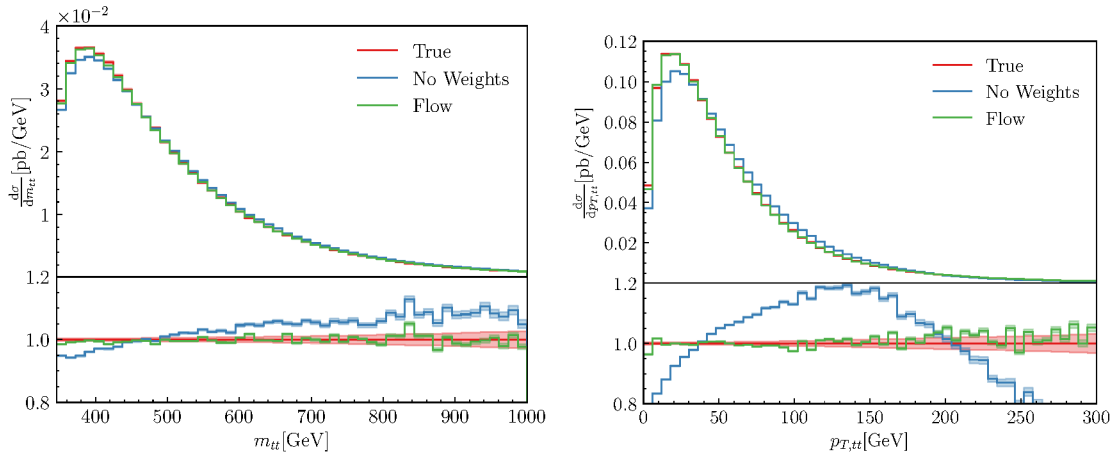 ×10⁻²
4
3
2
1
1.2
1.0
0.8
dσ/dm_tt [pb/GeV]
True
No Weights
Flow
400 500 600 700 800 900 1000
m_tt[GeV]
0.12
0.10
0.08
0.06
0.04
0.02
1.2
1.0
0.8
dσ/dp_T,tt [pb/GeV]
True
No Weights
Flow
0 50 100 150 200 250 300
p_T,tt[GeV]